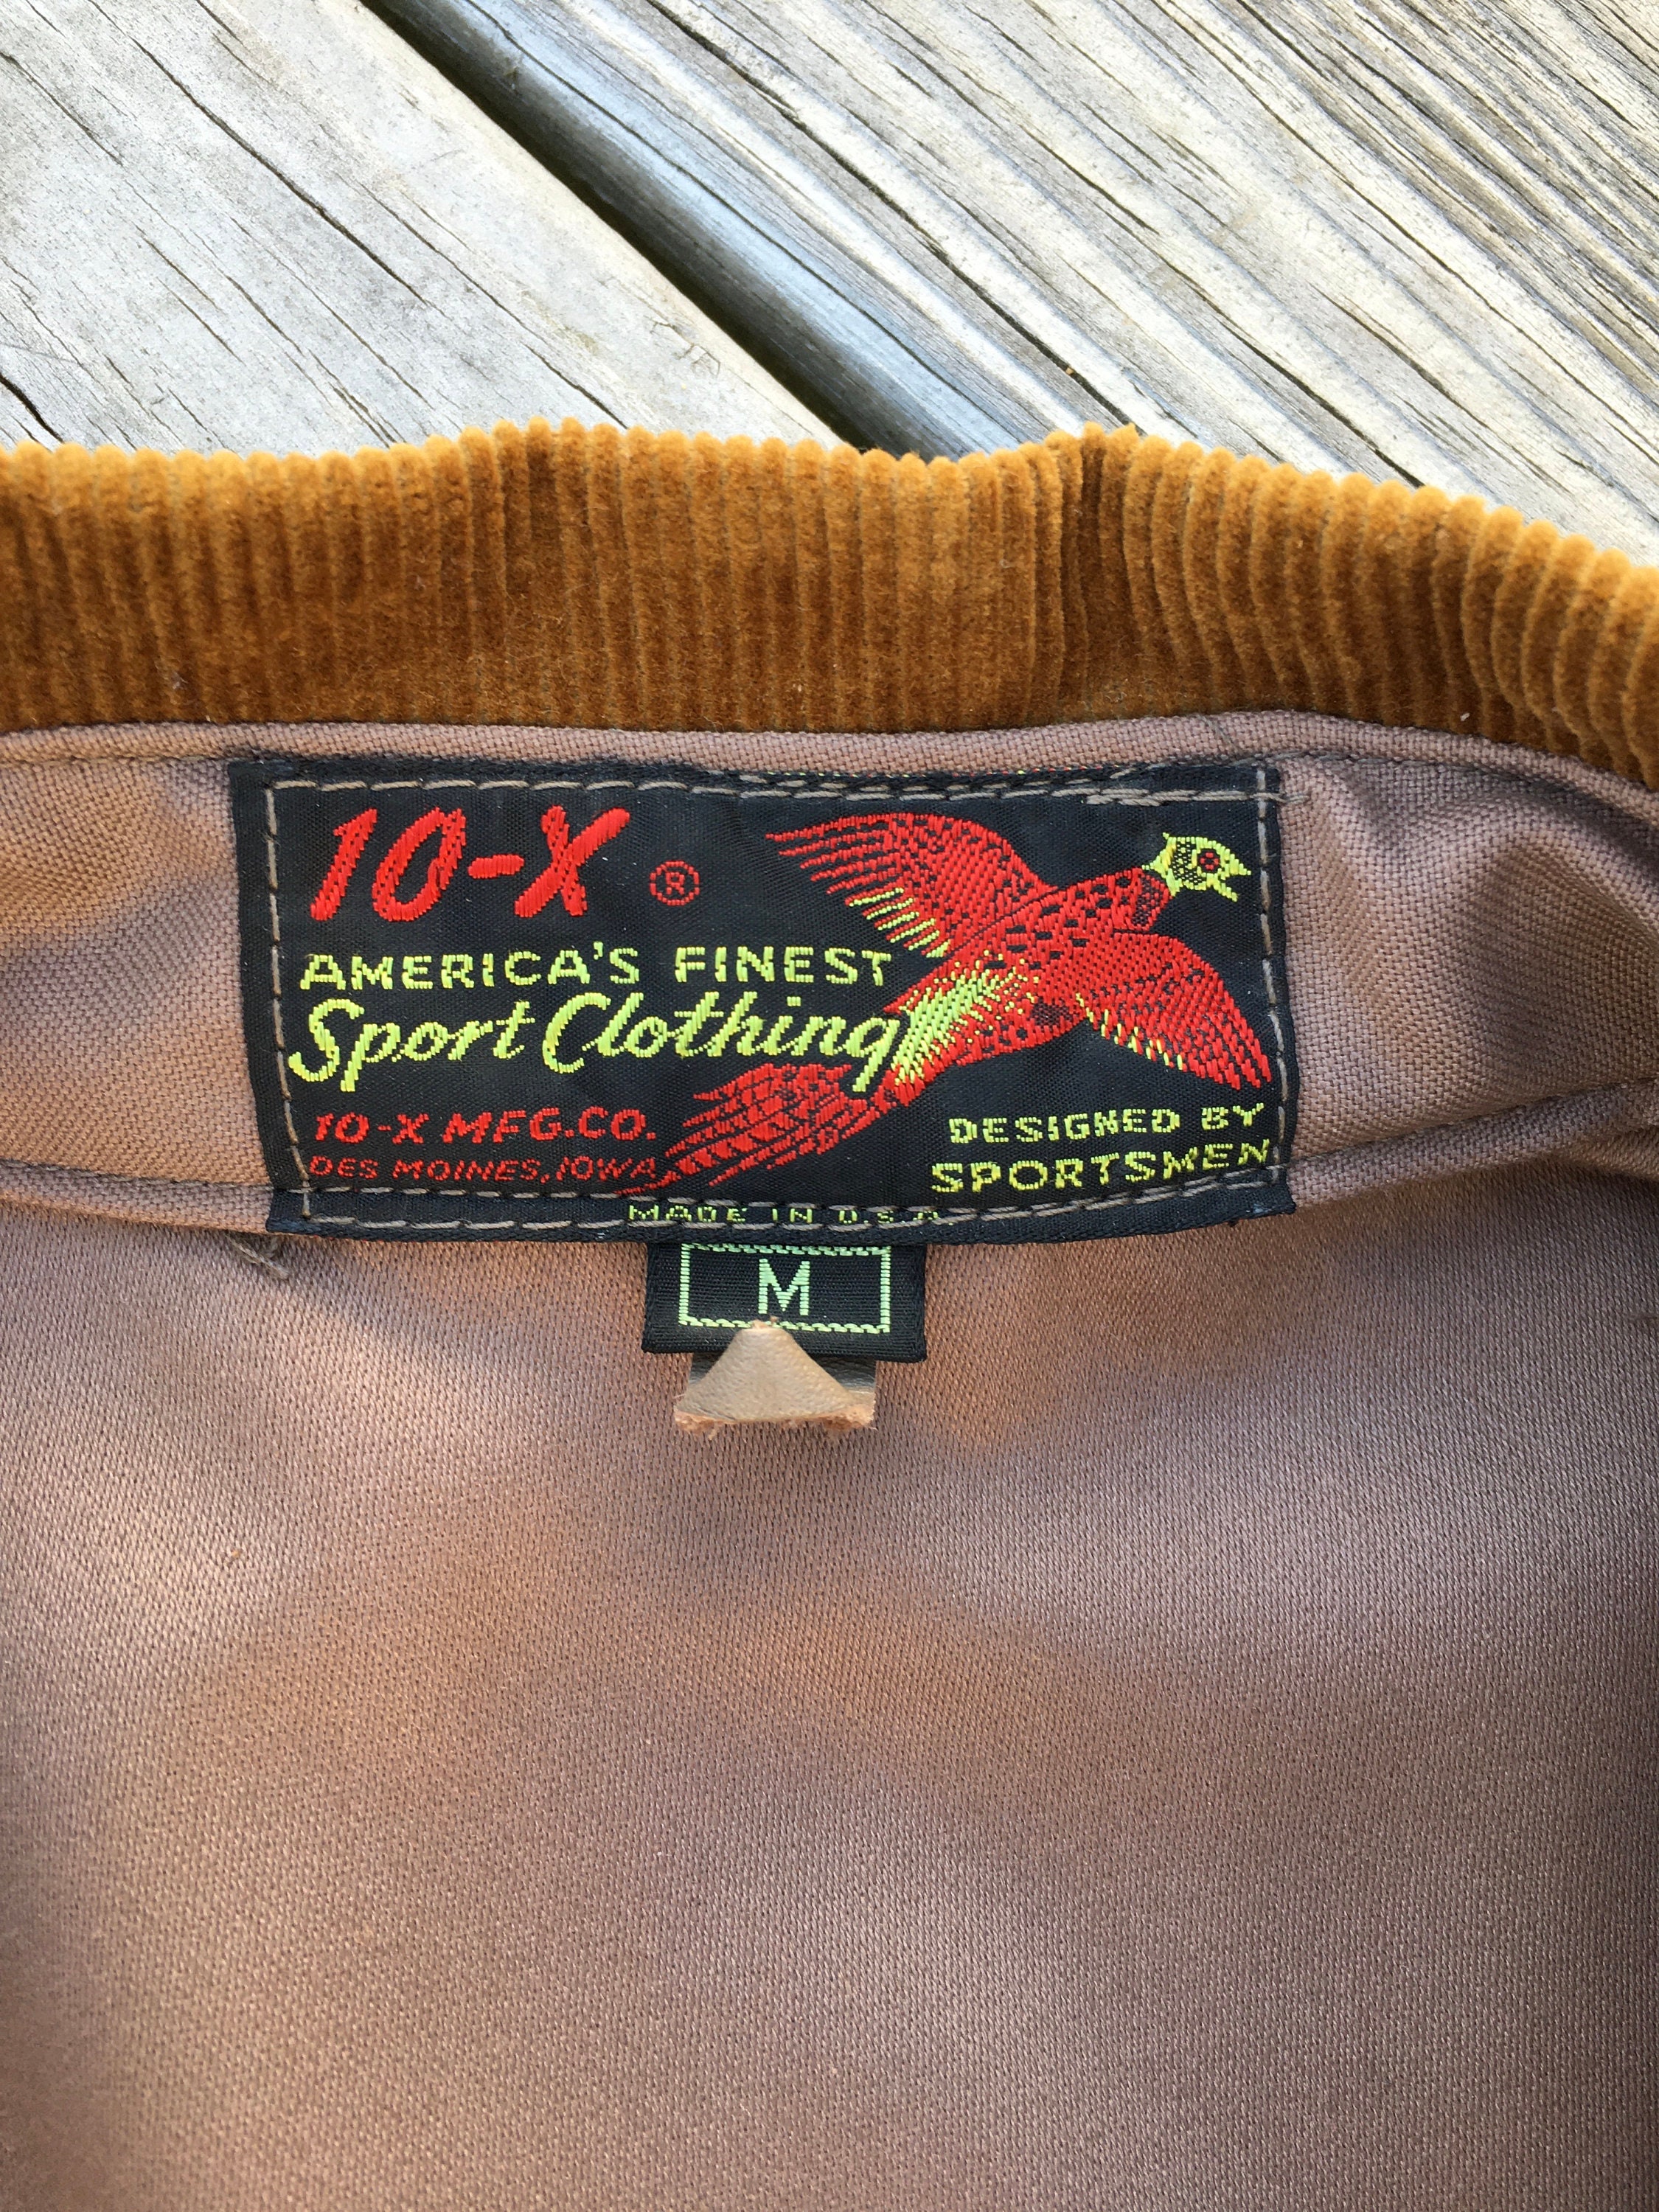 10-X ®
AMERICA'S FINEST
Sport Clothing
10-X MFG.CO.
DES MOINES, IOWA
DESIGNED BY
SPORTSMEN
MADE IN U.S.A.
M